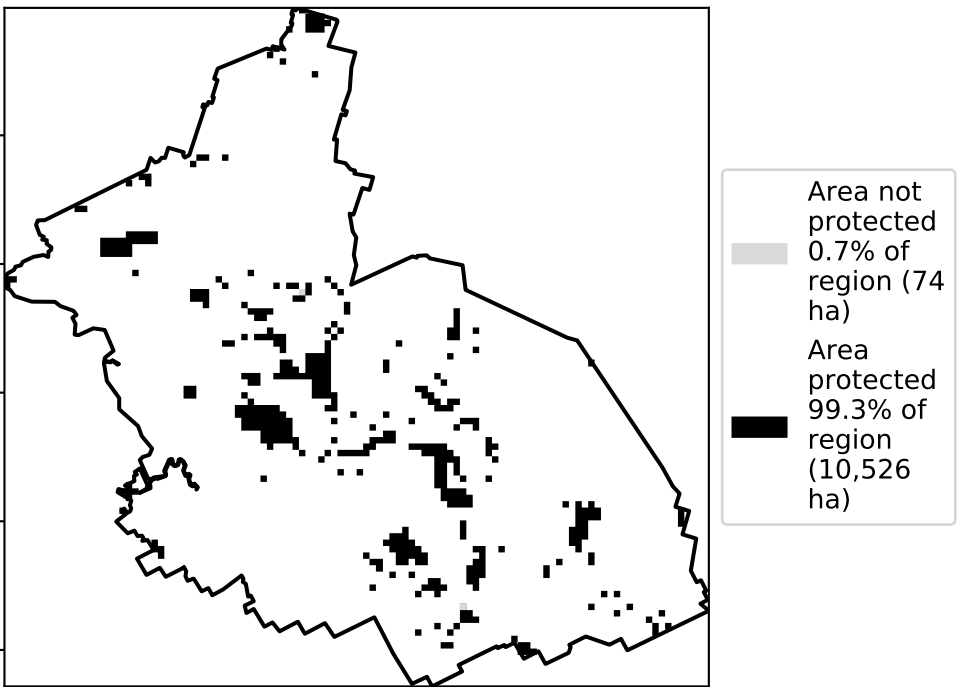 Area not
protected
0.7% of
region (74
ha)
Area
protected
99.3% of
region
(10,526
ha)